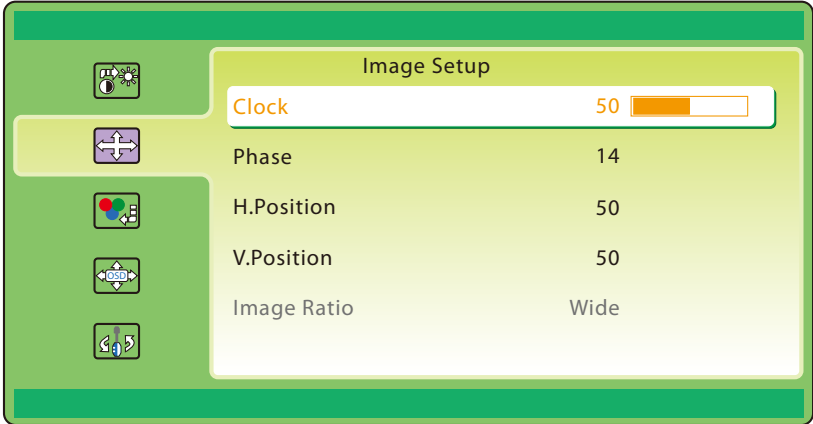 Image Setup
Clock 50
Phase 14
H.Position 50
V.Position 50
OSD
Image Ratio Wide